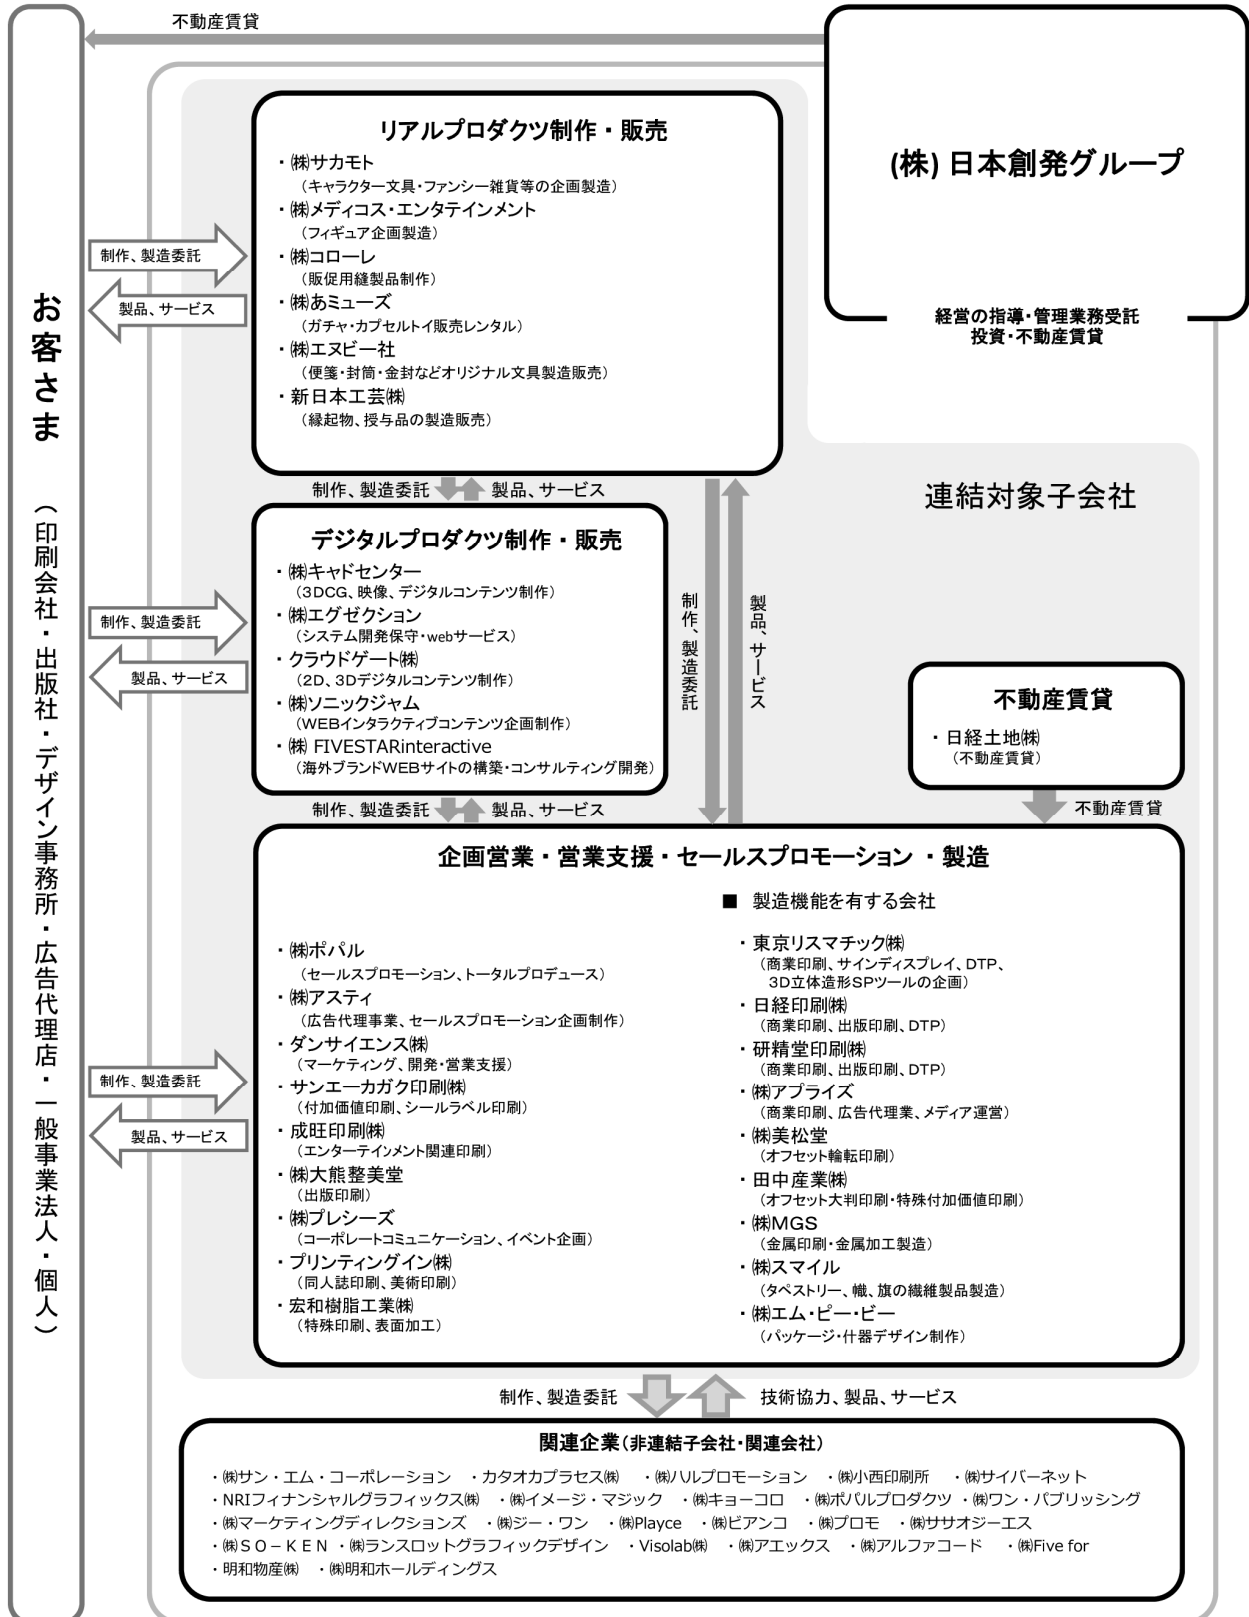 不動産賃貸
(株)日本創発グループ
経営の指導・管理業務受託
投資・不動産賃貸
お客さま
（印刷会社・出版社・デザイン事務所・広告代理店・一般事業法人・個人）
連結対象子会社
リアルプロダクツ制作・販売
・㈱サカモト
（キャラクター文具・ファンシー雑貨等の企画製造）
・㈱メディコス・エンタテインメント
（フィギュア企画製造）
・㈱コローレ
（販促用縫製品制作）
・㈱あミューズ
（ガチャ・カプセルトイ販売レンタル）
・㈱エヌビー社
（便箋・封筒・金封などオリジナル文具製造販売）
・新日本工芸㈱
（縁起物、授与品の製造販売）
制作、製造委託
製品、サービス
制作、製造委託
製品、サービス
デジタルプロダクツ制作・販売
・㈱キャドセンター
（3DCG、映像、デジタルコンテンツ制作）
・㈱エグゼクション
（システム開発保守・webサービス）
・クラウドゲート㈱
（2D、3Dデジタルコンテンツ制作）
・㈱ソニックジャム
（WEBインタラクティブコンテンツ企画制作）
・㈱ FIVESTARinteractive
（海外ブランドWEBサイトの構築・コンサルティング開発）
制作、製造委託
製品、サービス
制作、製造委託
製品、サービス
制作、製造委託
製品、サービス
不動産賃貸
・日経土地㈱
（不動産賃貸）
不動産賃貸
企画営業・営業支援・セールスプロモーション ・製造
・㈱ポパル
（セールスプロモーション、トータルプロデュース）
・㈱アスティ
（広告代理事業、セールスプロモーション企画制作）
・ダンサイエンス㈱
（マーケティング、開発・営業支援）
・サンエーカガク印刷㈱
（付加価値印刷、シールラベル印刷）
・成旺印刷㈱
（エンターテインメント関連印刷）
・㈱大熊整美堂
（出版印刷）
・㈱プレシーズ
（コーポレートコミュニケーション、イベント企画）
・プリンティングイン㈱
（同人誌印刷、美術印刷）
・宏和樹脂工業㈱
（特殊印刷、表面加工）
■ 製造機能を有する会社
・東京リスマチック㈱
（商業印刷、サインディスプレイ、DTP、
3D立体造形SPツールの企画）
・日経印刷㈱
（商業印刷、出版印刷、DTP）
・研精堂印刷㈱
（商業印刷、出版印刷、DTP）
・㈱アプライズ
（商業印刷、広告代理業、メディア運営）
・㈱美松堂
（オフセット輪転印刷）
・田中産業㈱
（オフセット大判印刷・特殊付加価値印刷）
・㈱MGS
（金属印刷・金属加工製造）
・㈱スマイル
（タペストリー、幟、旗の繊維製品製造）
・㈱エム・ピー・ビー
（パッケージ・什器デザイン制作）
制作、製造委託
製品、サービス
制作、製造委託
技術協力、製品、サービス
関連企業（非連結子会社・関連会社）
・㈱サン・エム・コーポレーション ・カタオカプラセス㈱ ・㈱ハルプロモーション ・㈱小西印刷所 ・㈱サイバーネット
・NRIフィナンシャルグラフィックス㈱ ・㈱イメージ・マジック ・㈱キョーコロ ・㈱ポパルプロダクツ ・㈱ワン・パブリッシング
・㈱マーケティングディレクションズ ・㈱ジー・ワン ・㈱Playce ・㈱ビアンコ ・㈱プロモ ・㈱ササオジーエス
・㈱ＳＯ－ＫＥＮ ・㈱ランスロットグラフィックデザイン ・Visolab㈱ ・㈱アエックス ・㈱アルファコード ・㈱Five for
・明和物産㈱ ・㈱明和ホールディングス